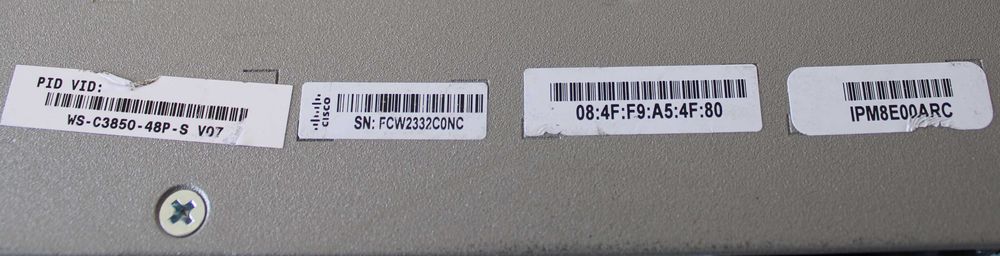 PID VID:
WS-C3850-48P-S V07
CISCO
SN: FCW2332C0NC
08:4F:F9:A5:4F:80
IPM8E00ARC